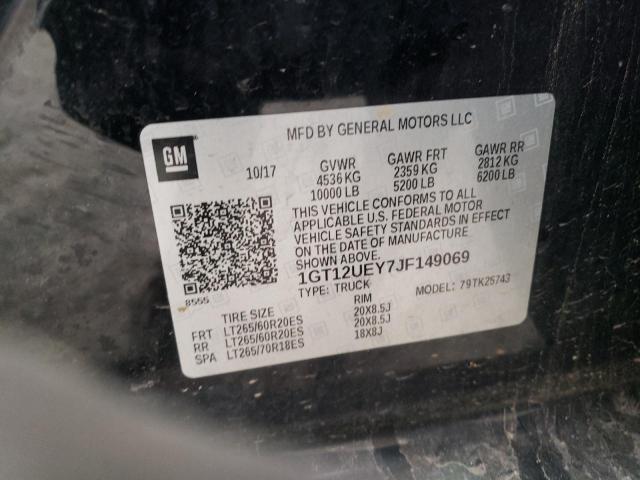 MFD BY GENERAL MOTORS LLC
GM
10/17 GVWR GAWR FRT GAWR RR
4536 KG 2359 KG 2812 KG
10000 LB 5200 LB 6200 LB
THIS VEHICLE CONFORMS TO ALL
APPLICABLE U.S. FEDERAL MOTOR
VEHICLE SAFETY STANDARDS IN EFFECT
ON THE DATE OF MANUFACTURE
SHOWN ABOVE.
1GT12UEY7JF149069
8555 TYPE: TRUCK MODEL: 79TK25743
TIRE SIZE RIM
FRT LT265/60R20ES 20X8.5J
RR LT265/60R20ES 20X8.5J
SPA LT265/70R18ES 18X8J